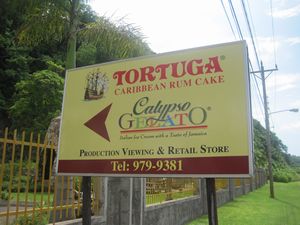 TORTUGA®
CARIBBEAN RUM CAKE
Calypso
GELATO®
Italian Ice Cream with a Taste of Jamaica
PRODUCTION VIEWING & RETAIL STORE
Tel: 979-9381